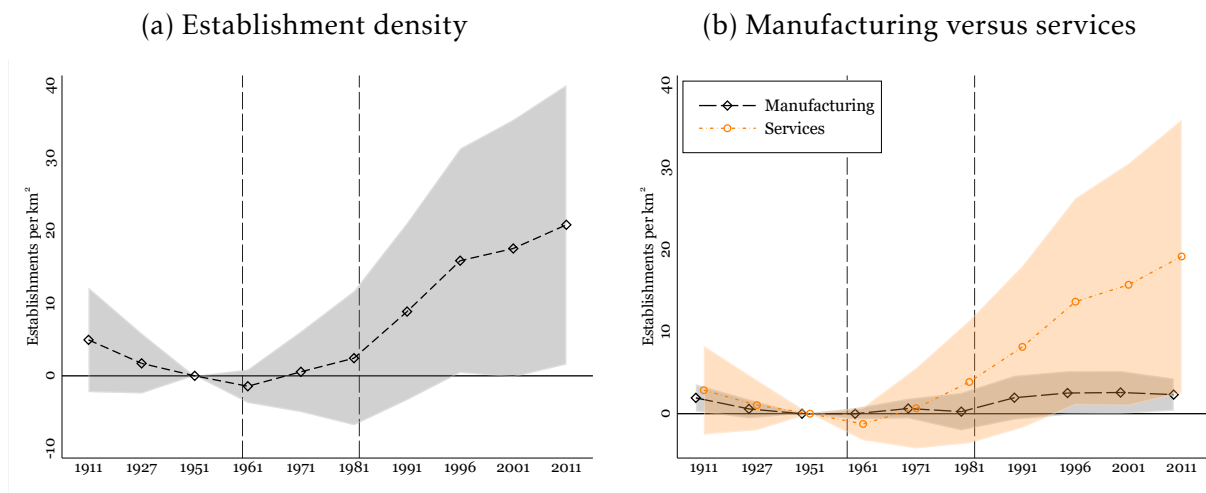 (a) Establishment density
Establishments per km²
40
30
20
10
0
-10
1911 1927 1951 1961 1971 1981 1991 1996 2001 2011
(b) Manufacturing versus services
Establishments per km²
40
30
20
10
0
Manufacturing
Services
1911 1927 1951 1961 1971 1981 1991 1996 2001 2011